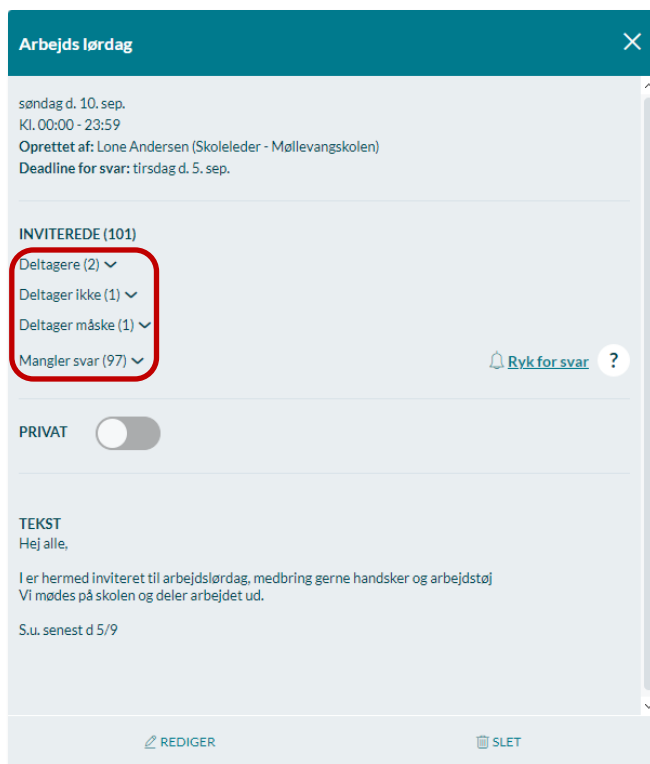 Arbejds lørdag
søndag d. 10. sep.
Kl. 00:00 - 23:59
Oprettet af: Lone Andersen (Skoleleder - Møllevangskolen)
Deadline for svar: tirsdag d. 5. sep.
INVITEREDE (101)
Deltagere (2)
Deltager ikke (1)
Deltager måske (1)
Mangler svar (97) Ryk for svar ?
PRIVAT
TEKST
Hej alle,
I er hermed inviteret til arbejdslørdag, medbring gerne handsker og arbejdstøj
Vi mødes på skolen og deler arbejdet ud.
S.u. senest d 5/9
REDIGER SLET